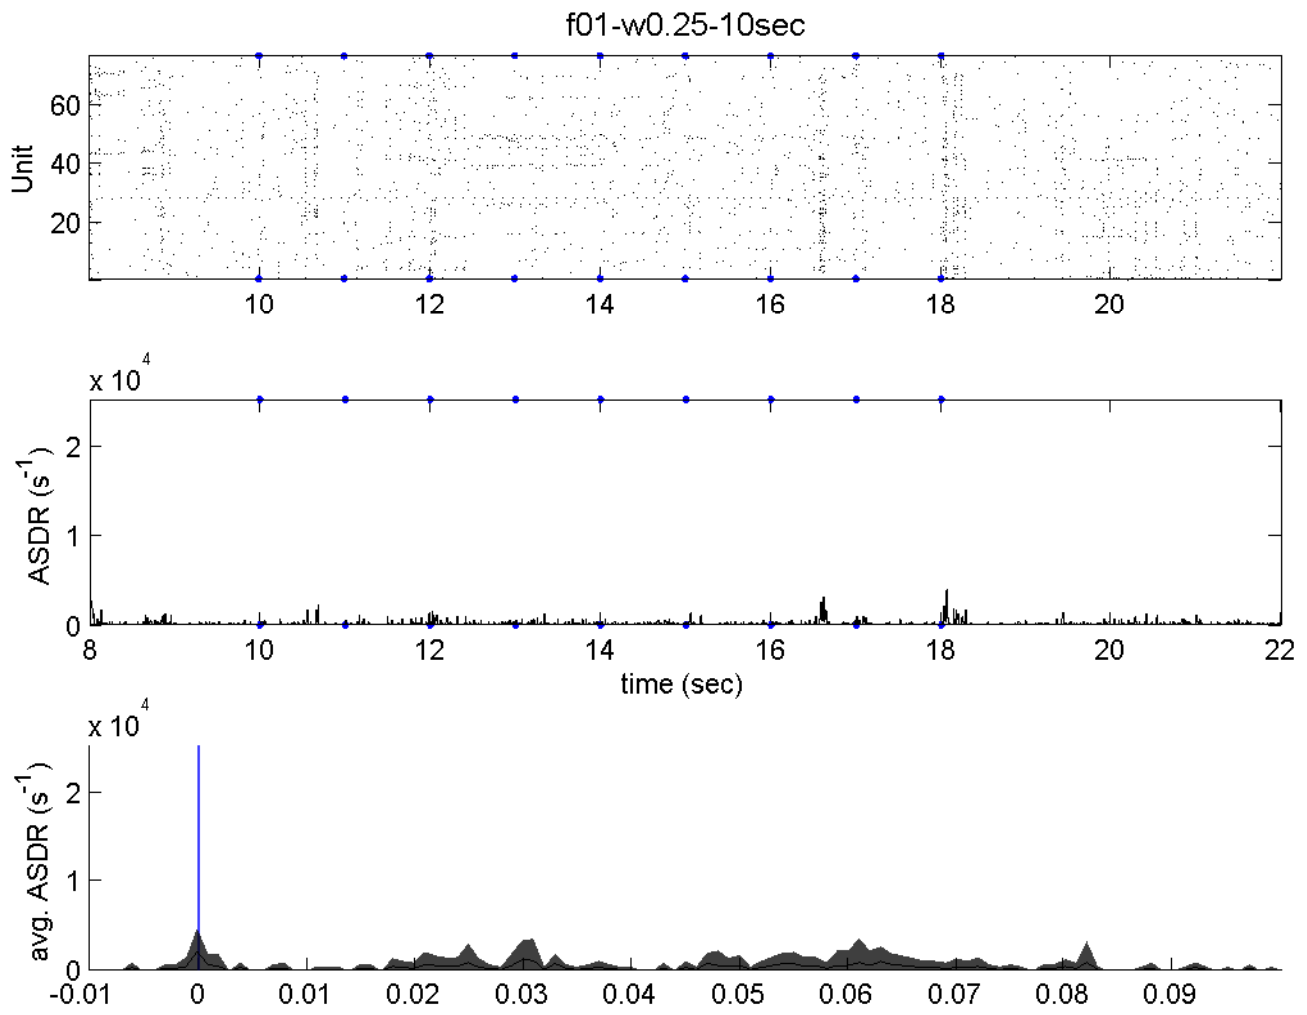 f01-w0.25-10sec
Unit
60
40
20
10 12 14 16 18 20
x 10^4
ASDR (s^-1)
2
1
0
8 10 12 14 16 18 20 22
time (sec)
x 10^4
avg. ASDR (s^-1)
2
1
0
-0.01 0 0.01 0.02 0.03 0.04 0.05 0.06 0.07 0.08 0.09